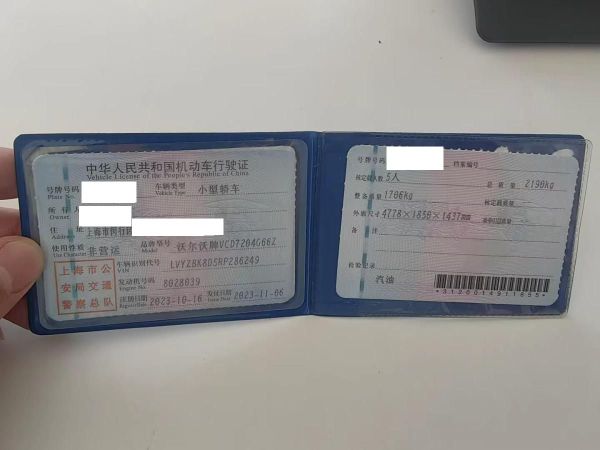 中华人民共和国机动车行驶证
Vehicle License of the People's Republic of China
号牌号码
Plate No.
车辆类型 小型轿车
Vehicle Type
所有人
Owner
住 址 上海市闵行
Address
使用性质 非营运
Use Character
品牌型号 沃尔沃牌VCD7204G66Z
Model
上海市公
安局交通
警察总队
车辆识别代号 LVYZBK8D5RP286249
VIN
发动机号码 8028039
Engine No.
注册日期 2023-10-16
Register Date
发证日期 2023-11-06
Issue Date
号牌号码
档案编号
核定载人数 5人
总质量 2190kg
整备质量 1706kg
核定载质量
外廓尺寸 4778×1850×1437mm
准牵引总质量
备 注
检验记录
汽油
*3120014911655*